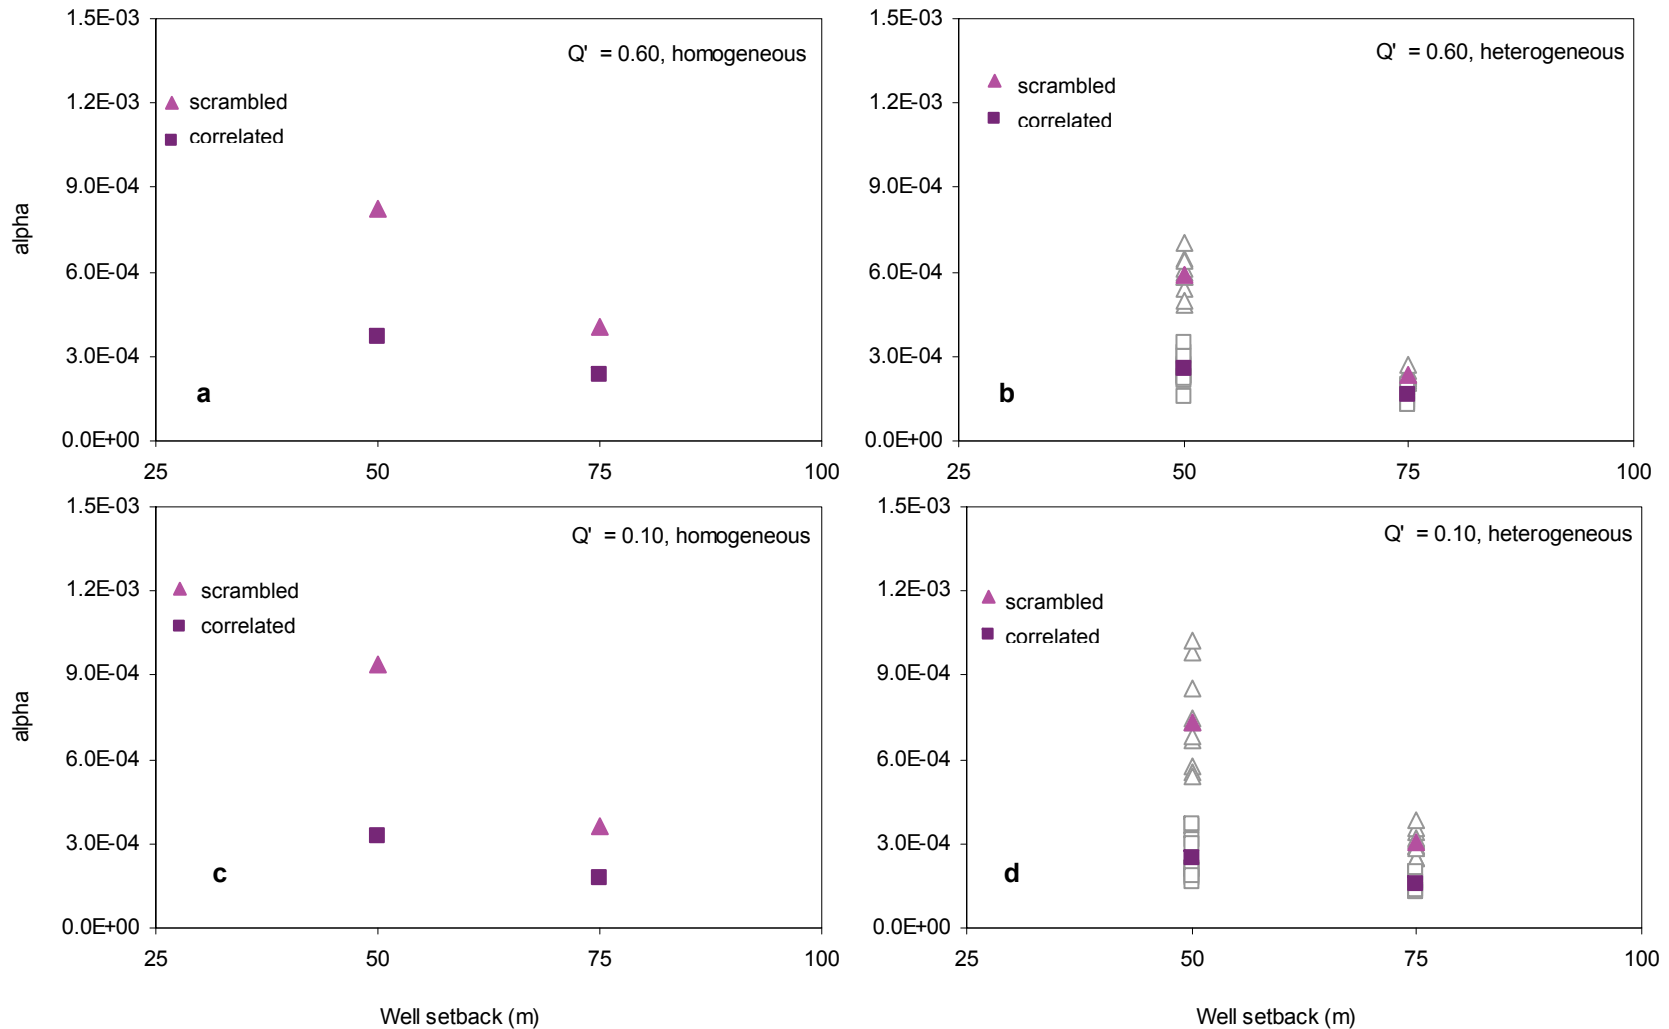 1.5E-03
1.2E-03
9.0E-04
6.0E-04
3.0E-04
0.0E+00
alpha
Q' = 0.60, homogeneous
scrambled
correlated
a
25 50 75 100
1.5E-03
1.2E-03
9.0E-04
6.0E-04
3.0E-04
0.0E+00
Q' = 0.60, heterogeneous
scrambled
correlated
b
25 50 75 100
1.5E-03
1.2E-03
9.0E-04
6.0E-04
3.0E-04
0.0E+00
alpha
Q' = 0.10, homogeneous
scrambled
correlated
c
25 50 75 100
Well setback (m)
1.5E-03
1.2E-03
9.0E-04
6.0E-04
3.0E-04
0.0E+00
Q' = 0.10, heterogeneous
scrambled
correlated
d
25 50 75 100
Well setback (m)